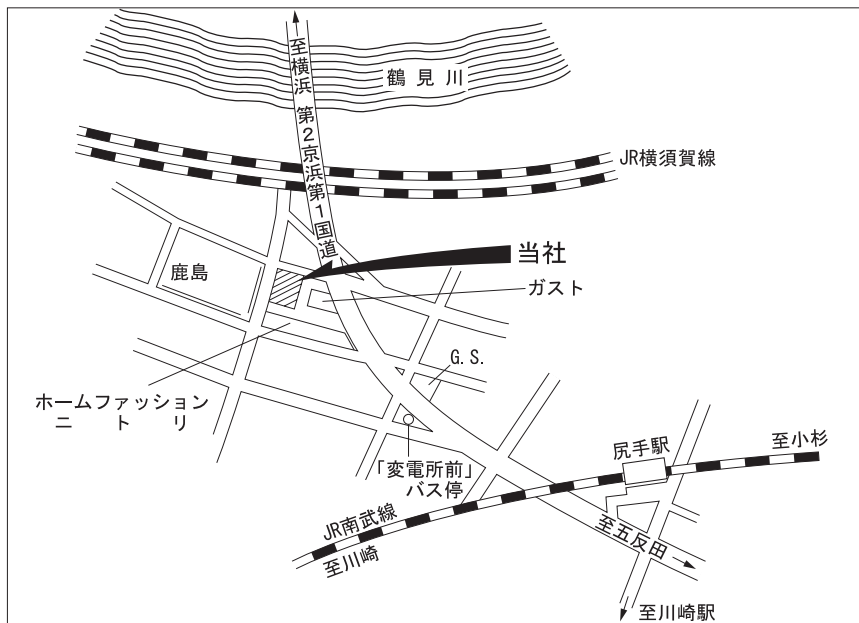 至横浜 第2京浜第1国道
鶴見川
JR横須賀線
当社
鹿島
ガスト
G.S.
ホームファッション
ニトリ
「変電所前」
バス停
尻手駅
至小杉
JR南武線
至川崎
至五反田
至川崎駅